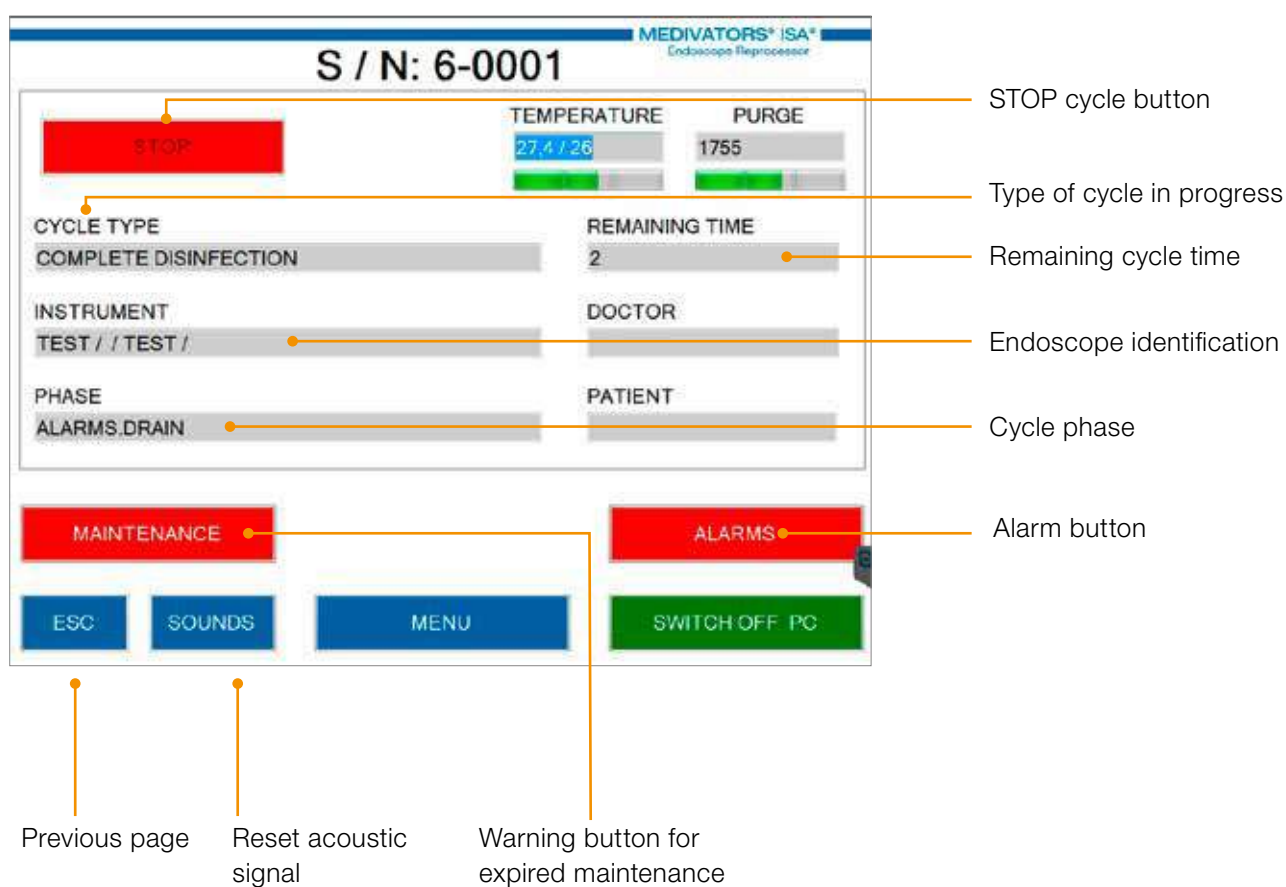 MEDIVATORS® ISA®
Endoscope Reprocessor
S / N: 6-0001
STOP cycle button
TEMPERATURE PURGE
STOP
27,4 / 26 1755
Type of cycle in progress
CYCLE TYPE REMAINING TIME
COMPLETE DISINFECTION 2
Remaining cycle time
INSTRUMENT DOCTOR
TEST / / TEST /
Endoscope identification
PHASE PATIENT
ALARMS.DRAIN
Cycle phase
MAINTENANCE ALARMS
Alarm button
ESC SOUNDS MENU SWITCH OFF PC
Previous page Reset acoustic Warning button for
signal expired maintenance